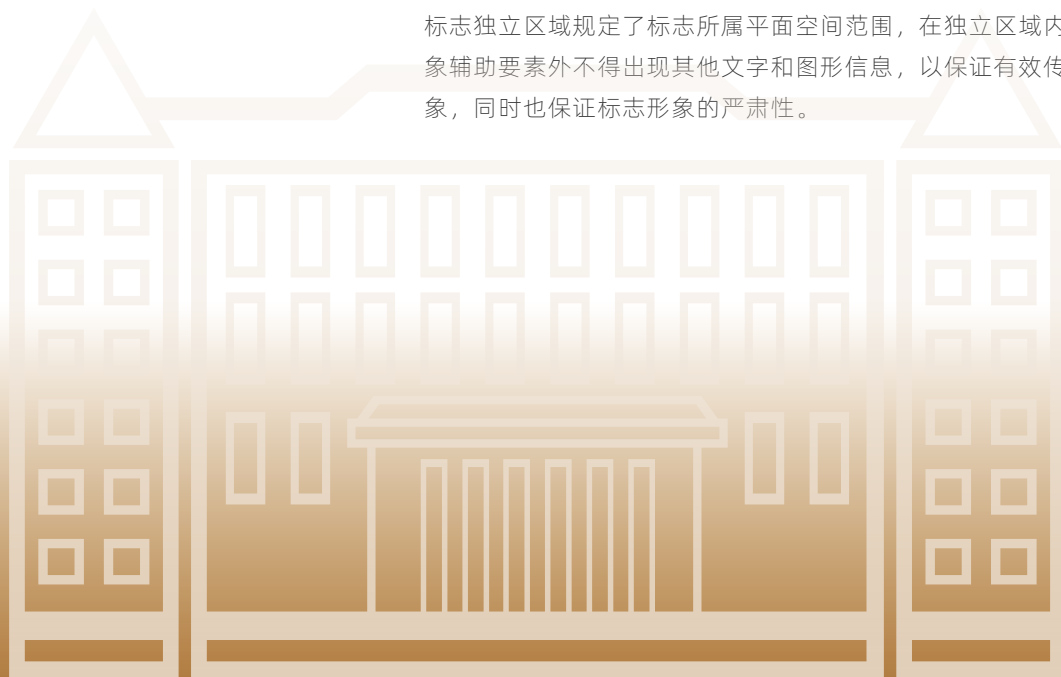 标志独立区域规定了标志所属平面空间范围，在独立区域内
象辅助要素外不得出现其他文字和图形信息，以保证有效传
象，同时也保证标志形象的严肃性。